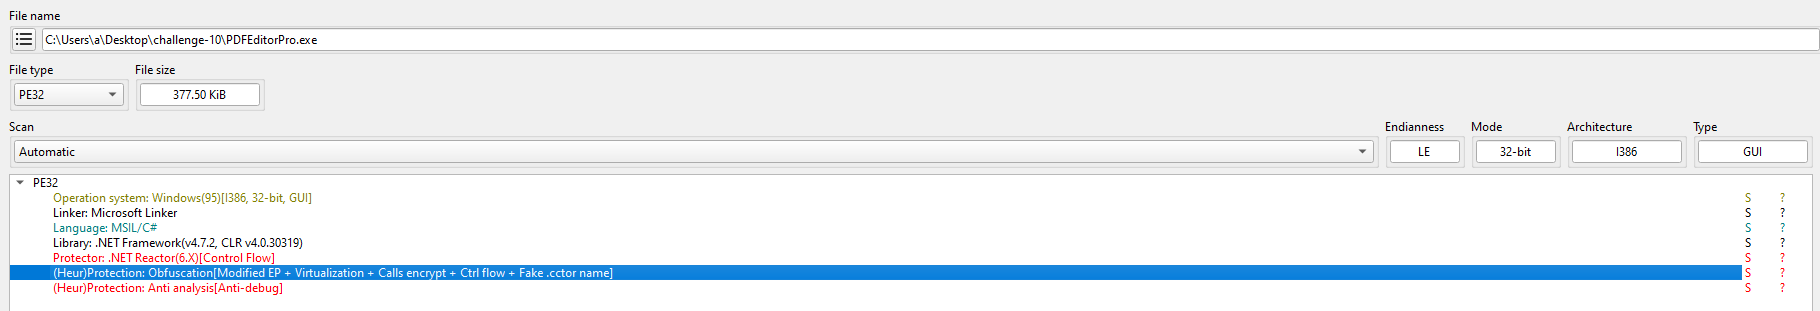 File name
C:\Users\a\Desktop\challenge-10\PDFEditorPro.exe
File type File size
PE32 377.50 KiB
Scan Endianness Mode Architecture Type
Automatic LE 32-bit I386 GUI
PE32
Operation system: Windows(95)[I386, 32-bit, GUI] S ?
Linker: Microsoft Linker S ?
Language: MSIL/C# S ?
Library: .NET Framework(v4.7.2, CLR v4.0.30319) S ?
Protector: .NET Reactor(6.X)[Control Flow] S ?
(Heur)Protection: Obfuscation[Modified EP + Virtualization + Calls encrypt + Ctrl flow + Fake .cctor name] S ?
(Heur)Protection: Anti analysis[Anti-debug] S ?